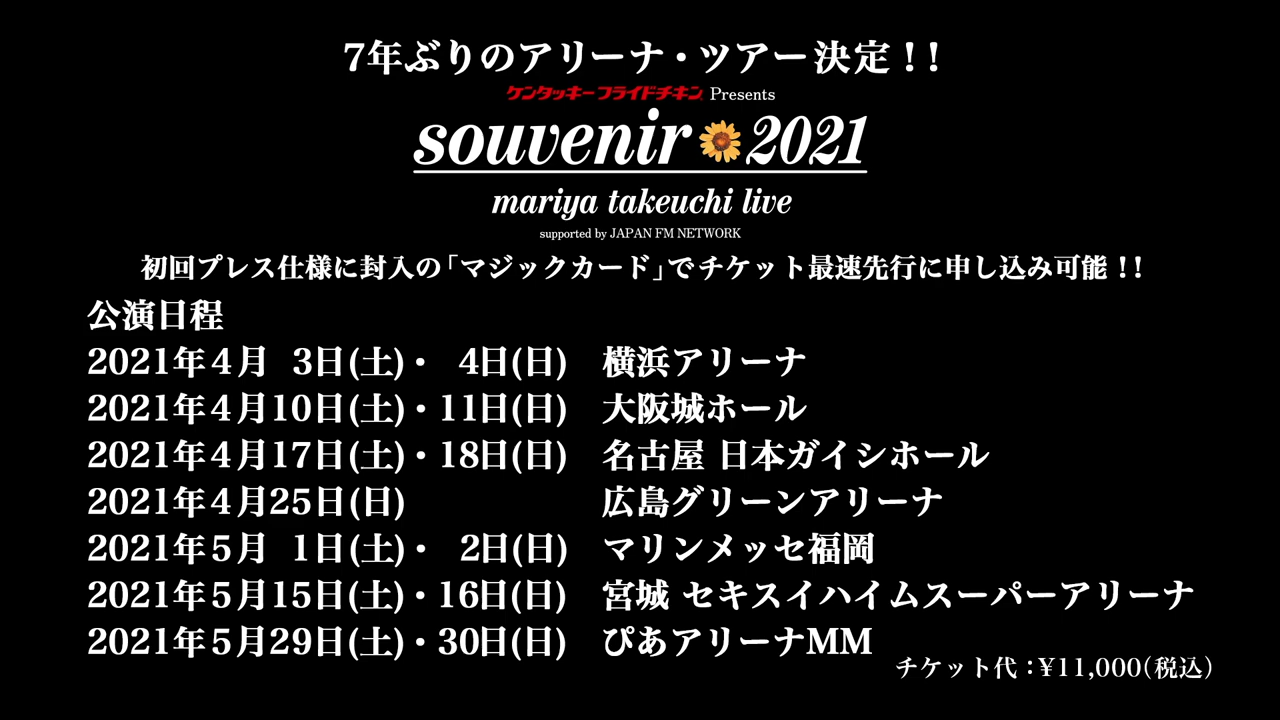 7年ぶりのアリーナ・ツアー決定！！
ケンタッキーフライドチキン Presents
souvenir 2021
mariya takeuchi live
supported by JAPAN FM NETWORK
初回プレス仕様に封入の「マジックカード」でチケット最速先行に申し込み可能！！
公演日程
2021年4月 3日(土)・ 4日(日) 横浜アリーナ
2021年4月10日(土)・11日(日) 大阪城ホール
2021年4月17日(土)・18日(日) 名古屋 日本ガイシホール
2021年4月25日(日) 広島グリーンアリーナ
2021年5月 1日(土)・ 2日(日) マリンメッセ福岡
2021年5月15日(土)・16日(日) 宮城 セキスイハイムスーパーアリーナ
2021年5月29日(土)・30日(日) ぴあアリーナMM
チケット代：¥11,000(税込)